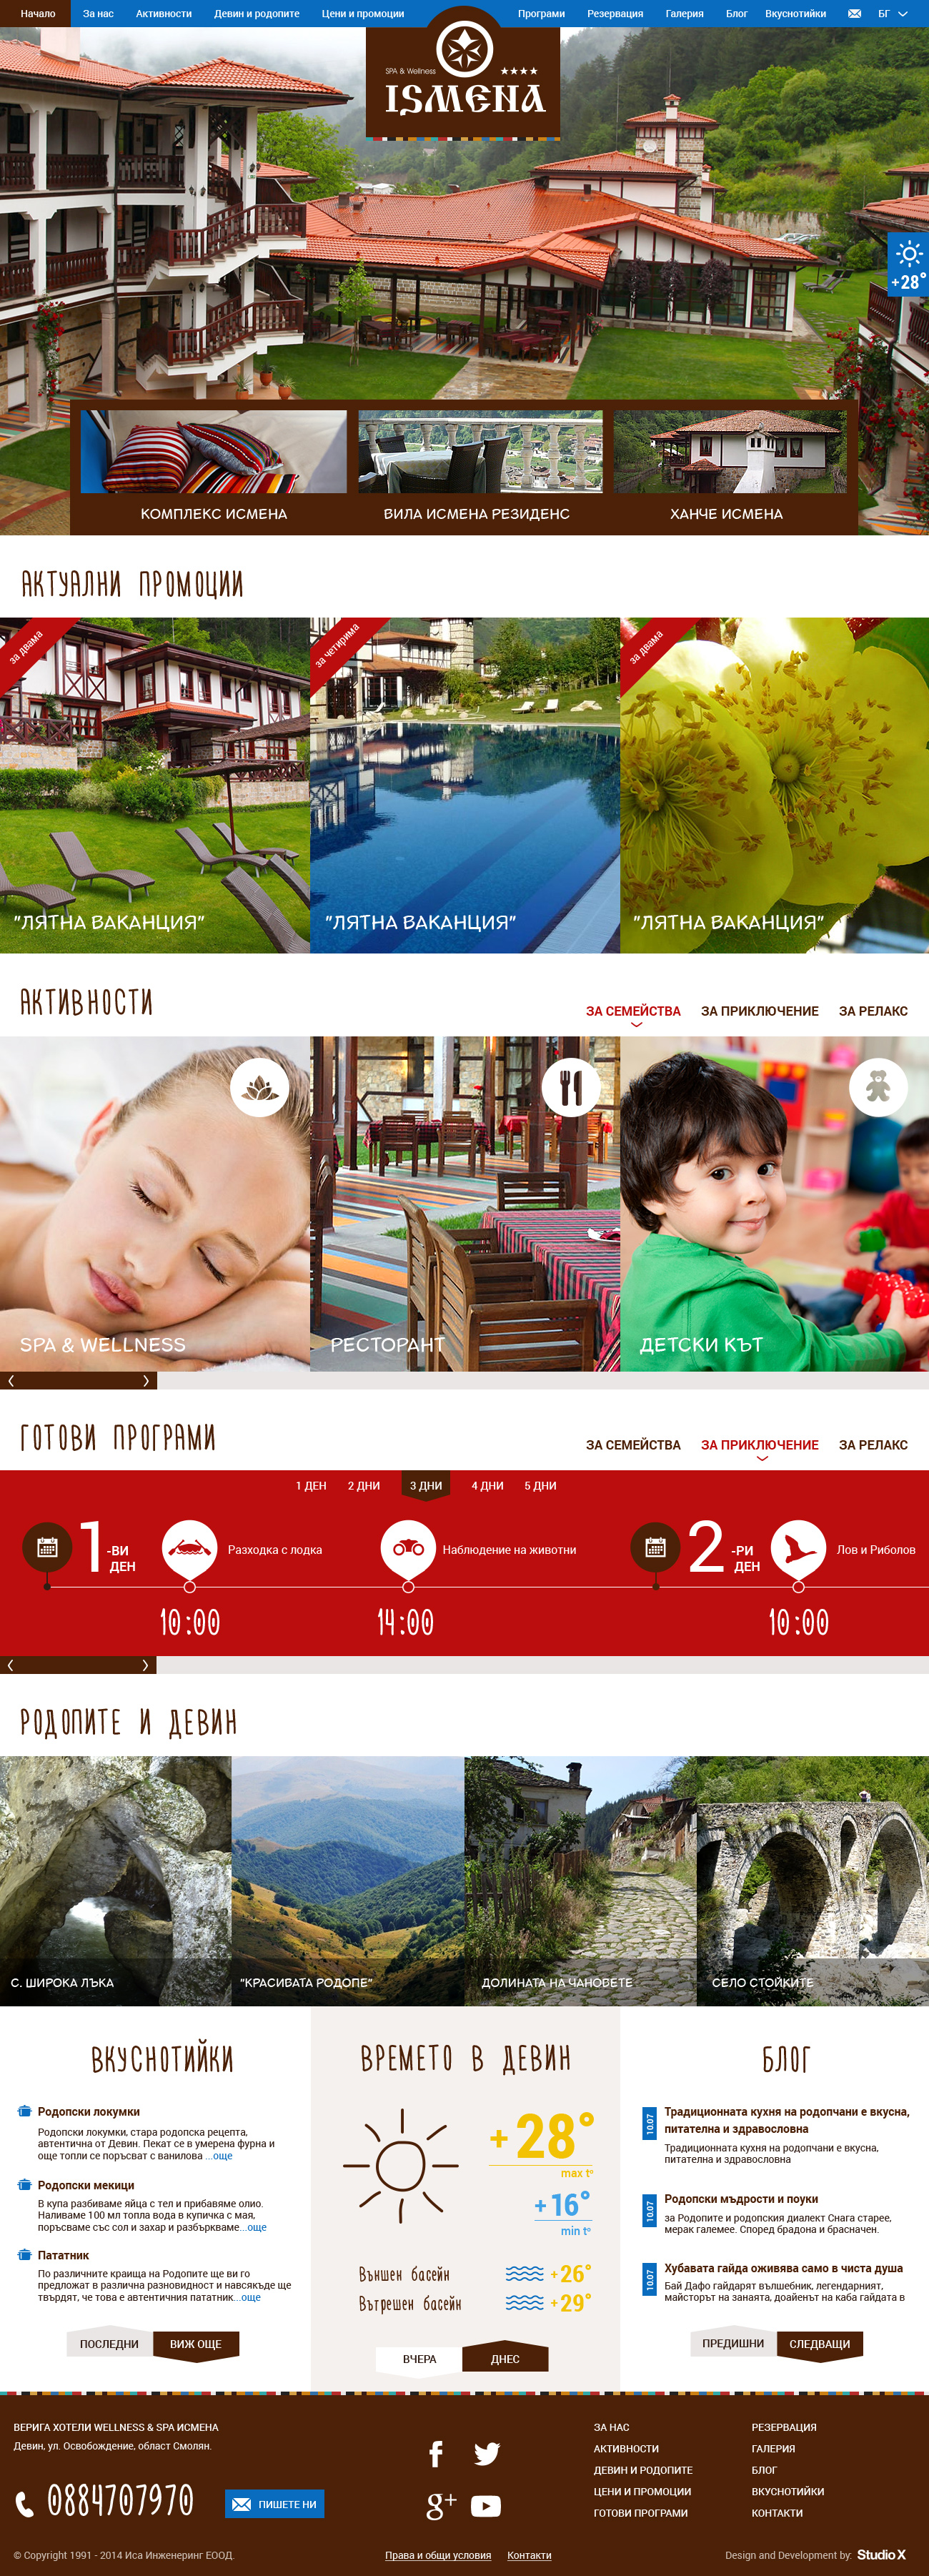 Начало За нас Активности Девин и родопите Цени и промоции Програми Резервация Галерия Блог Вкуснотийки БГ
SPA & Wellness
ISMEНА
+28°
КОМПЛЕКС ИСМЕНА ВИЛА ИСМЕНА РЕЗИДЕНС ХАНЧЕ ИСМЕНА
АКТУАЛНИ ПРОМОЦИИ
за двама за четирима за двама
"ЛЯТНА ВАКАНЦИЯ" "ЛЯТНА ВАКАНЦИЯ" "ЛЯТНА ВАКАНЦИЯ"
АКТИВНОСТИ
ЗА СЕМЕЙСТВА ЗА ПРИКЛЮЧЕНИЕ ЗА РЕЛАКС
SPA & WELLNESS РЕСТОРАНТ ДЕТСКИ КЪТ
ГОТОВИ ПРОГРАМИ
ЗА СЕМЕЙСТВА ЗА ПРИКЛЮЧЕНИЕ ЗА РЕЛАКС
1 ДЕН 2 ДНИ 3 ДНИ 4 ДНИ 5 ДНИ
1-ВИ ДЕН Разходка с лодка Наблюдение на животни 2-РИ ДЕН Лов и Риболов
10:00 14:00 10:00
РОДОПИТЕ И ДЕВИН
С. ШИРОКА ЛЪКА "КРАСИВАТА РОДОПЕ" ДОЛИНАТА НА ЧАНОВЕТЕ СЕЛО СТОЙКИТЕ
ВКУСНОТИЙКИ
Родопски локумки
Родопски локумки, стара родопска рецепта,
автентична от Девин. Пекат се в умерена фурна и
още топли се поръсват с ванилова ...още
Родопски мекици
В купа разбиваме яйца с тел и прибавяме олио.
Наливаме 100 мл топла вода в купичка с мая,
поръсваме със сол и захар и разбъркваме...още
Пататник
По различните краища на Родопите ще ви го
предложат в различна разновидност и навсякъде ще
твърдят, че това е автентичния пататник...още
ПОСЛЕДНИ ВИЖ ОЩЕ
ВРЕМЕТО В ДЕВИН
+28°
max t°
+16°
min t°
Външен басейн +26°
Вътрешен басейн +29°
ВЧЕРА ДНЕС
БЛОГ
10.07
Традиционната кухня на родопчани е вкусна,
питателна и здравословна
Традиционната кухня на родопчани е вкусна,
питателна и здравословна
10.07
Родопски мъдрости и поуки
за Родопите и родопския диалект Снага старее,
мерак галемее. Според брадона и брасначен.
10.07
Хубавата гайда оживява само в чиста душа
Бай Дафо гайдарят вълшебник, легендарният,
майсторът на занаята, доайенът на каба гайдата в
ПРЕДИШНИ СЛЕДВАЩИ
ВЕРИГА ХОТЕЛИ WELLNESS & SPA ИСМЕНА
Девин, ул. Освобождение, област Смолян.
0884707970
ПИШЕТЕ НИ
ЗА НАС
АКТИВНОСТИ
ДЕВИН И РОДОПИТЕ
ЦЕНИ И ПРОМОЦИИ
ГОТОВИ ПРОГРАМИ
РЕЗЕРВАЦИЯ
ГАЛЕРИЯ
БЛОГ
ВКУСНОТИЙКИ
КОНТАКТИ
© Copyright 1991 - 2014 Иса Инженеринг ЕООД. Права и общи условия Контакти Design and Development by: Studio X